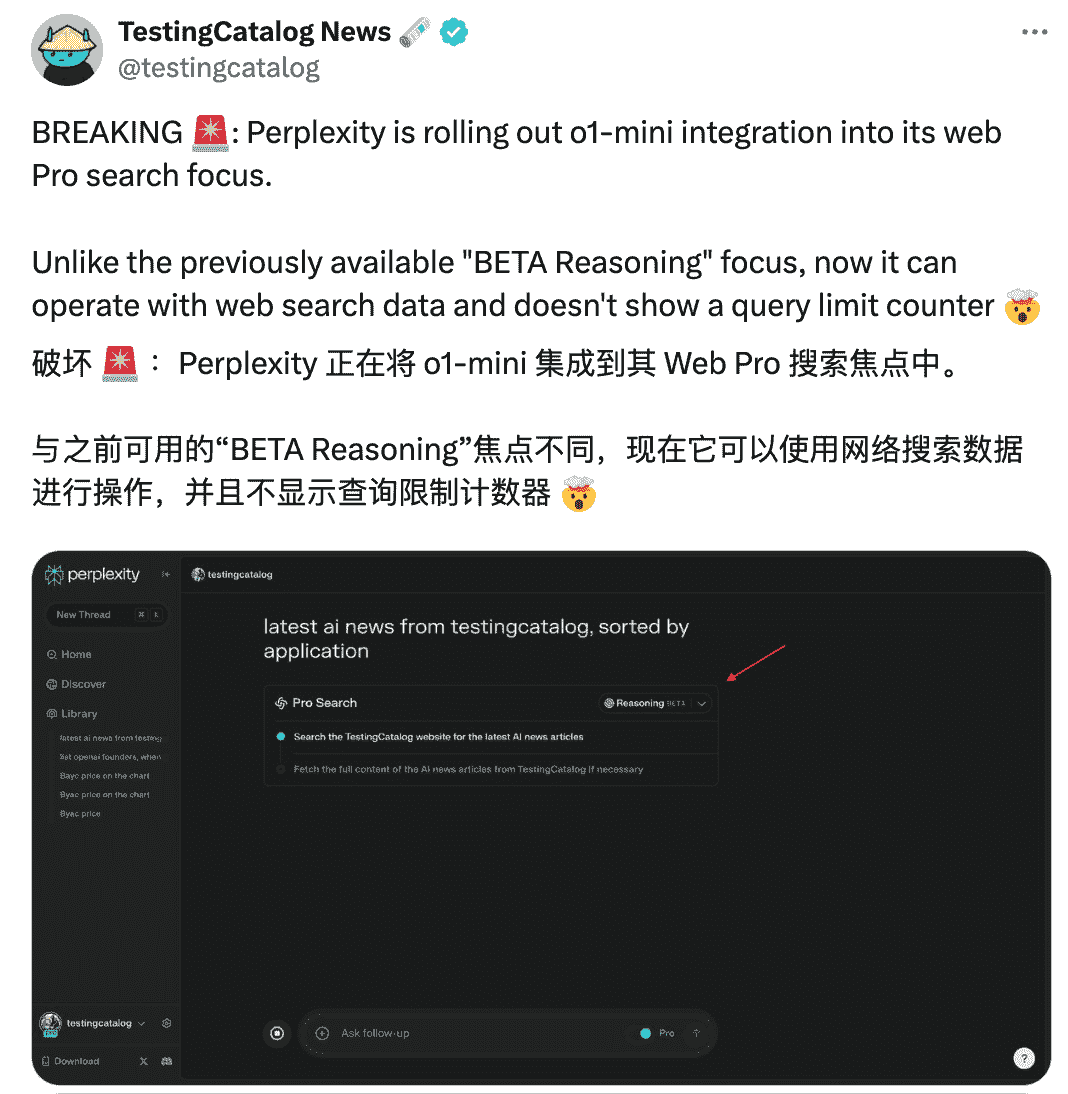 TestingCatalog News 🗞️
@testingcatalog
BREAKING 🚨: Perplexity is rolling out o1-mini integration into its web
Pro search focus.
Unlike the previously available "BETA Reasoning" focus, now it can
operate with web search data and doesn't show a query limit counter 🤯
破坏 🚨 ： Perplexity 正在将 o1-mini 集成到其 Web Pro 搜索焦点中。
与之前可用的“BETA Reasoning”焦点不同，现在它可以使用网络搜索数据
进行操作，并且不显示查询限制计数器 🤯
perplexity
testingcatalog
New Thread ⌘ K
Home
Discover
Library
latest ai news from testing
Bayc price on the chart
Byac price on the chart
Byac price
latest ai news from testingcatalog, sorted by
application
Pro Search
Reasoning BETA
Search the TestingCatalog website for the latest AI news articles
Fetch the full content of the AI news articles from TestingCatalog if necessary
testingcatalog
Download
Ask follow-up
Pro
?